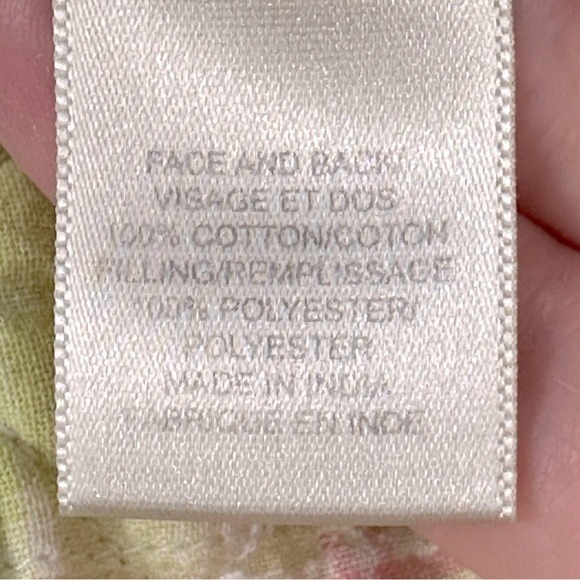 FACE AND BACK/
VISAGE ET DOS
100% COTTON/COTON
FILLING/REMPLISSAGE
100% POLYESTER/
POLYESTER
MADE IN INDIA
FABRIQUE EN INDE